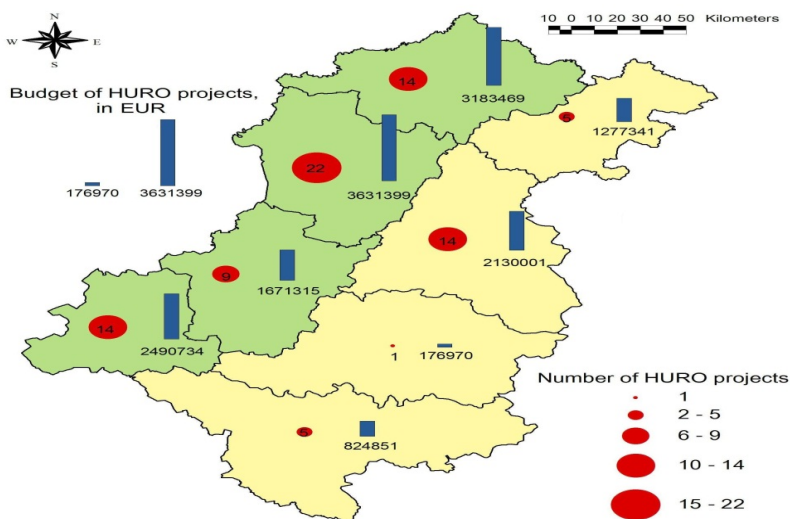 N
W E
S
10 0 10 20 30 40 50 Kilometers
Budget of HURO projects,
in EUR
176970 3631399
14
3183469
5
1277341
22
3631399
14
2130001
9
1671315
14
2490734
1
176970
5
824851
Number of HURO projects
1
2 - 5
6 - 9
10 - 14
15 - 22